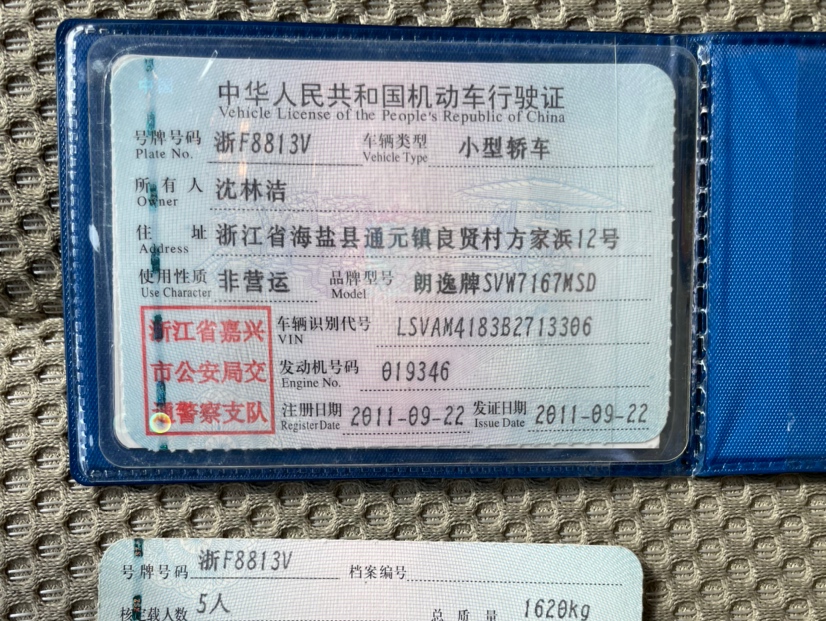 中华人民共和国机动车行驶证
Vehicle License of the People's Republic of China
号牌号码 浙F8813V 车辆类型 小型轿车
Plate No. Vehicle Type
所有人 沈林洁
Owner
住址 浙江省海盐县通元镇良贤村方家浜12号
Address
使用性质 非营运 品牌型号 朗逸牌SVW7167MSD
Use Character Model
浙江省嘉兴
市公安局交
通警察支队
车辆识别代号 LSVAM4183B2713306
VIN
发动机号码 019346
Engine No.
注册日期 2011-09-22 发证日期 2011-09-22
Register Date Issue Date
号牌号码 浙F8813V 档案编号
核定载人数 5人 总质量 1620kg